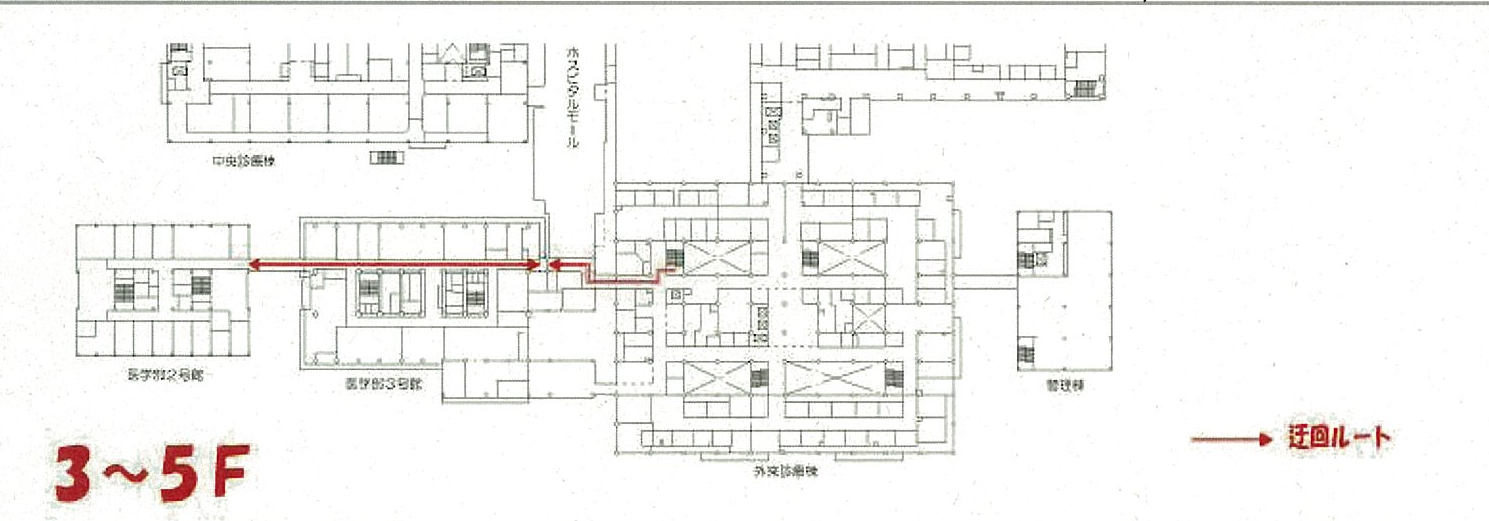 ホスピタルモール
中央診療棟
医学部2号館
医学部3号館
管理棟
外来診療棟
3～5F
迂回ルート